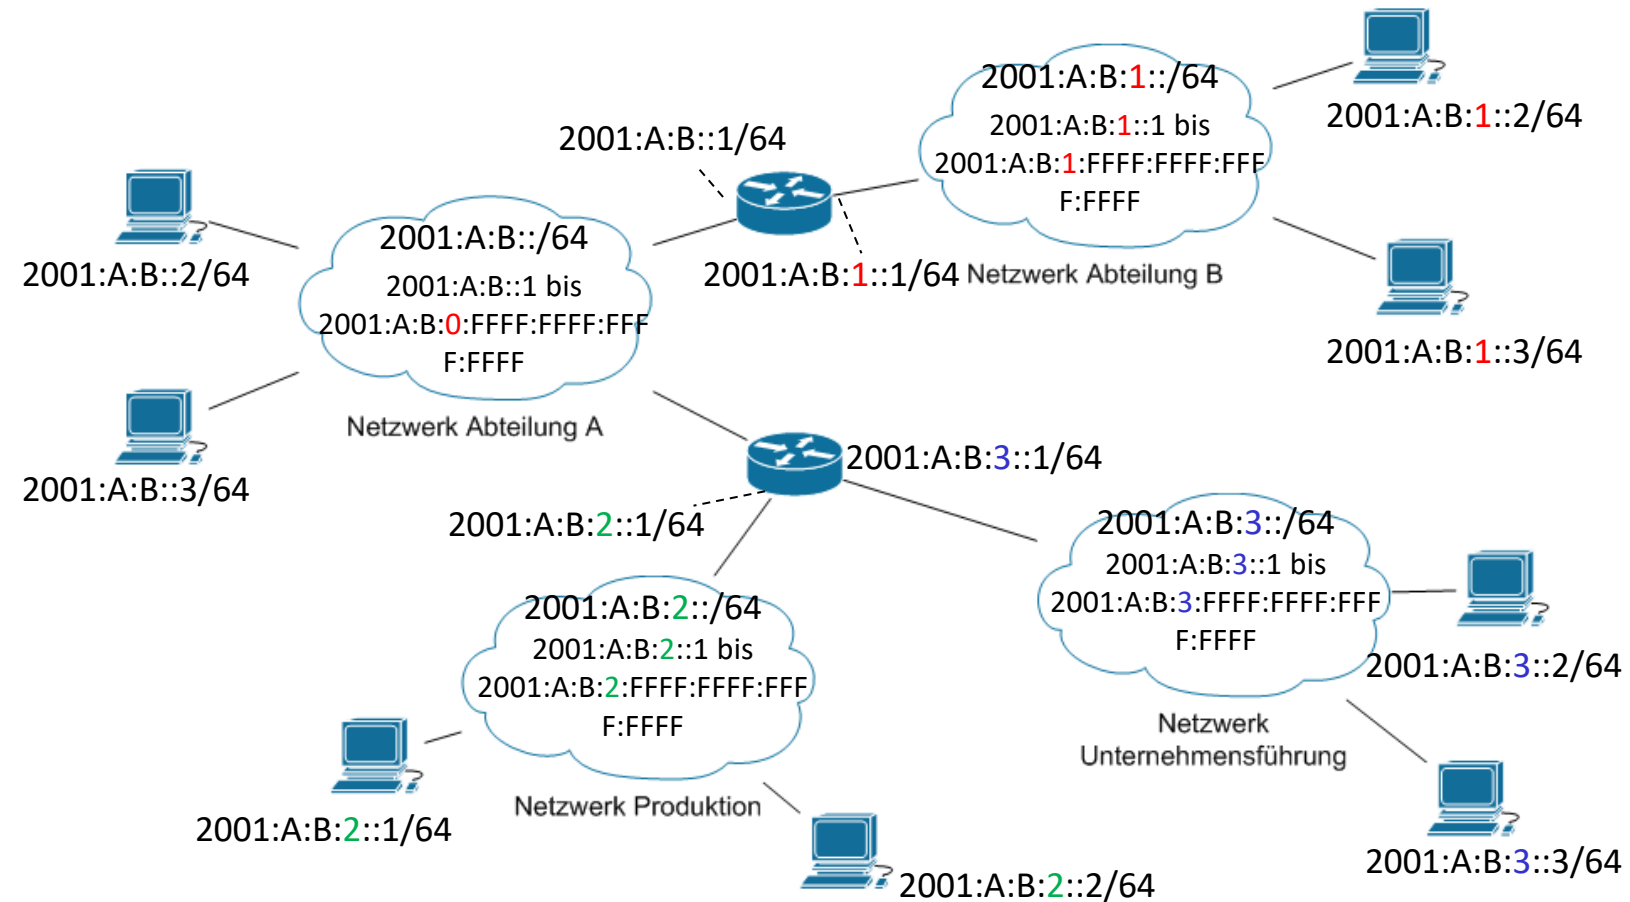 2001:A:B:1::/64
2001:A:B:1::1 bis
2001:A:B:1:FFFF:FFFF:FFF
F:FFFF
Netzwerk Abteilung B
2001:A:B:1::2/64
2001:A:B:1::3/64
2001:A:B::1/64
2001:A:B:1::1/64
2001:A:B::2/64
2001:A:B::/64
2001:A:B::1 bis
2001:A:B:0:FFFF:FFFF:FFF
F:FFFF
Netzwerk Abteilung A
2001:A:B::3/64
2001:A:B:3::1/64
2001:A:B:2::1/64
2001:A:B:3::/64
2001:A:B:3::1 bis
2001:A:B:3:FFFF:FFFF:FFF
F:FFFF
Netzwerk
Unternehmensführung
2001:A:B:3::2/64
2001:A:B:3::3/64
2001:A:B:2::/64
2001:A:B:2::1 bis
2001:A:B:2:FFFF:FFFF:FFF
F:FFFF
Netzwerk Produktion
2001:A:B:2::1/64
2001:A:B:2::2/64